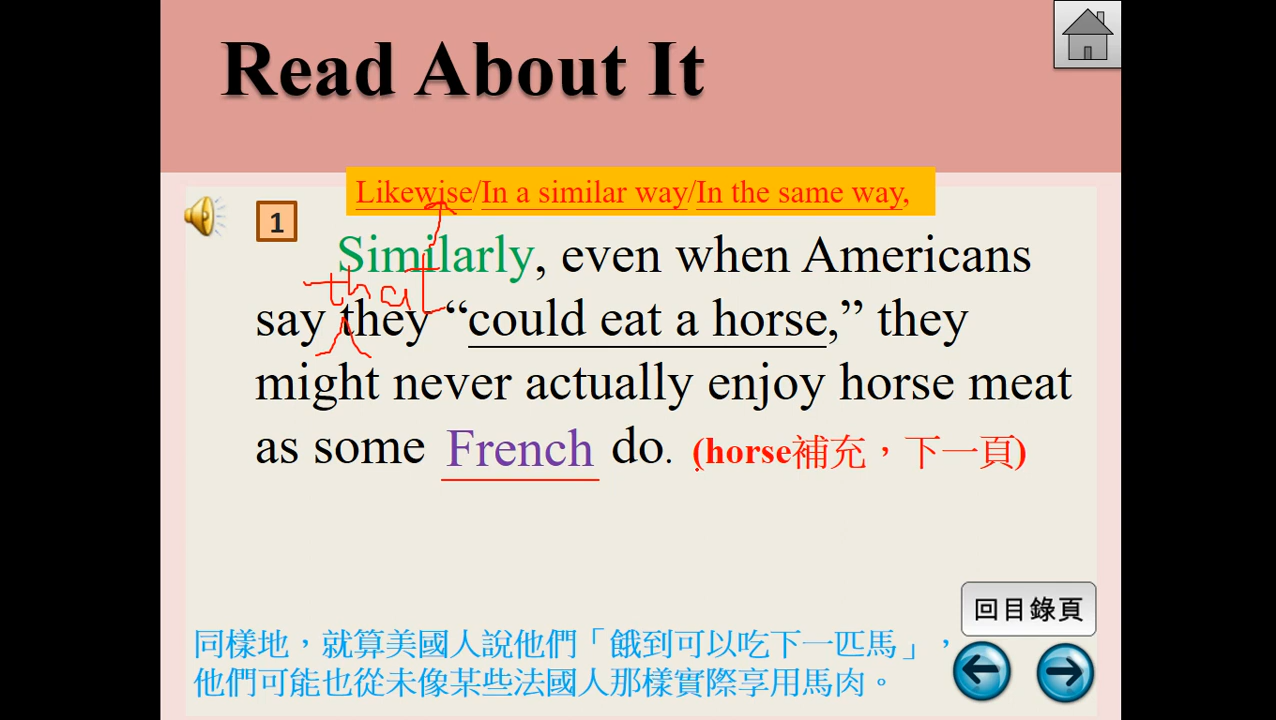 Read About It
Likewise/In a similar way/In the same way,
1
Similarly, even when Americans
that
say they “could eat a horse,” they
might never actually enjoy horse meat
as some French do. (horse補充，下一頁)
回目錄頁
同樣地，就算美國人說他們「餓到可以吃下一匹馬」，
他們可能也從未像某些法國人那樣實際享用馬肉。